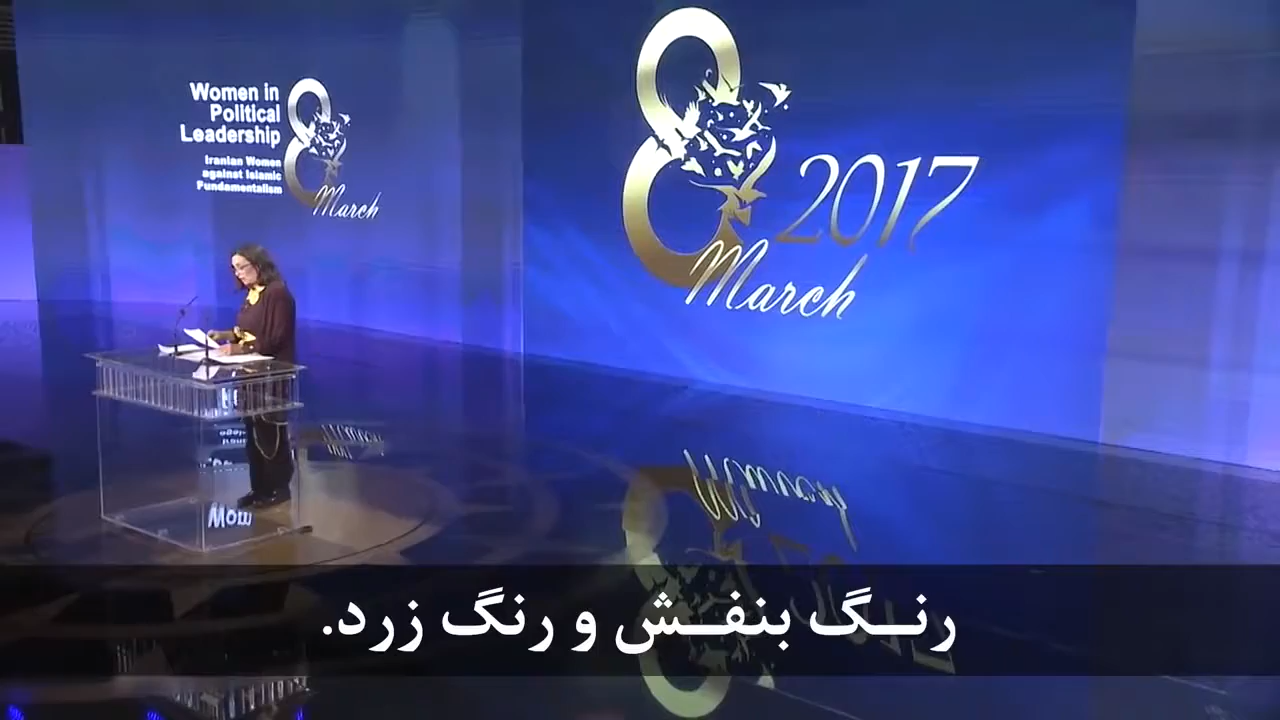 Women in
Political
Leadership
Iranian Women
against Islamic
Fundamentalism
8
March
8
2017
March
رنگ بنفش و رنگ زرد.